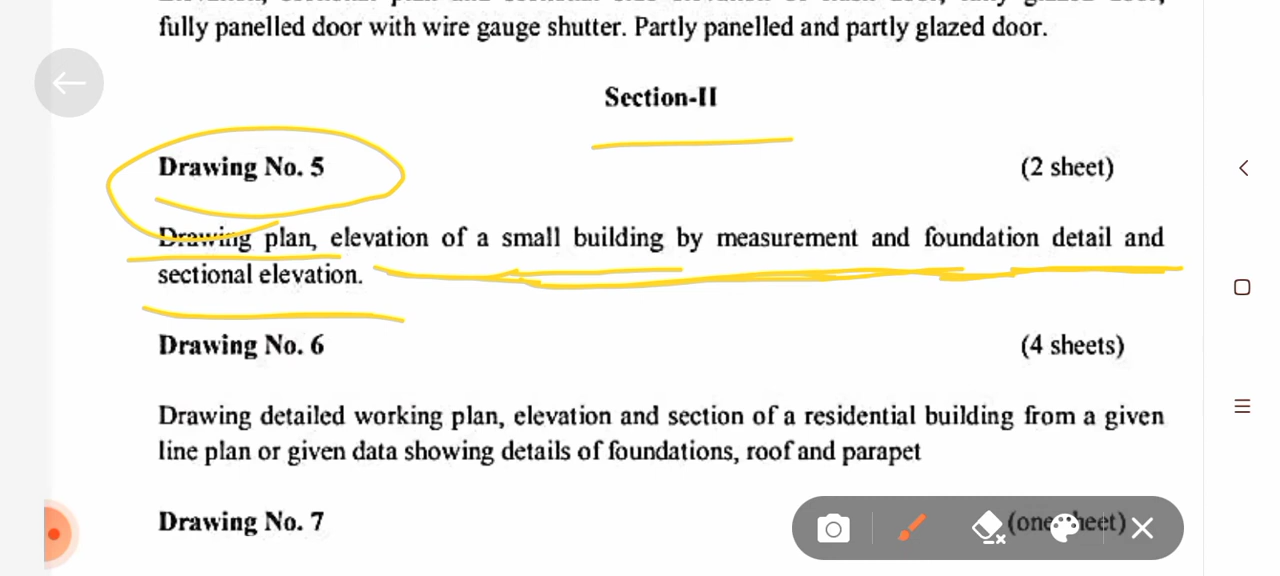 fully panelled door with wire gauge shutter. Partly panelled and partly glazed door.
Section-II
Drawing No. 5 (2 sheet)
Drawing plan, elevation of a small building by measurement and foundation detail and
sectional elevation.
Drawing No. 6 (4 sheets)
Drawing detailed working plan, elevation and section of a residential building from a given
line plan or given data showing details of foundations, roof and parapet
Drawing No. 7 (one sheet)